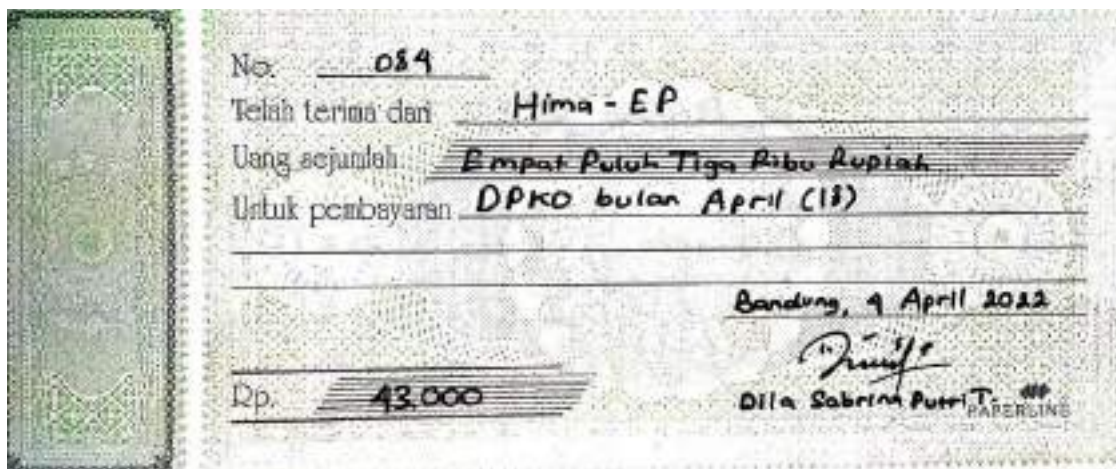 No. 084
Telah terima dari Hima - EP
Uang sejumlah Empat Puluh Tiga Ribu Rupiah
Untuk pembayaran DPKO bulan April (18)
Bandung, 4 April 2022
Rp. 43.000
Dila Sabrina Putri T.
PAPERLINE